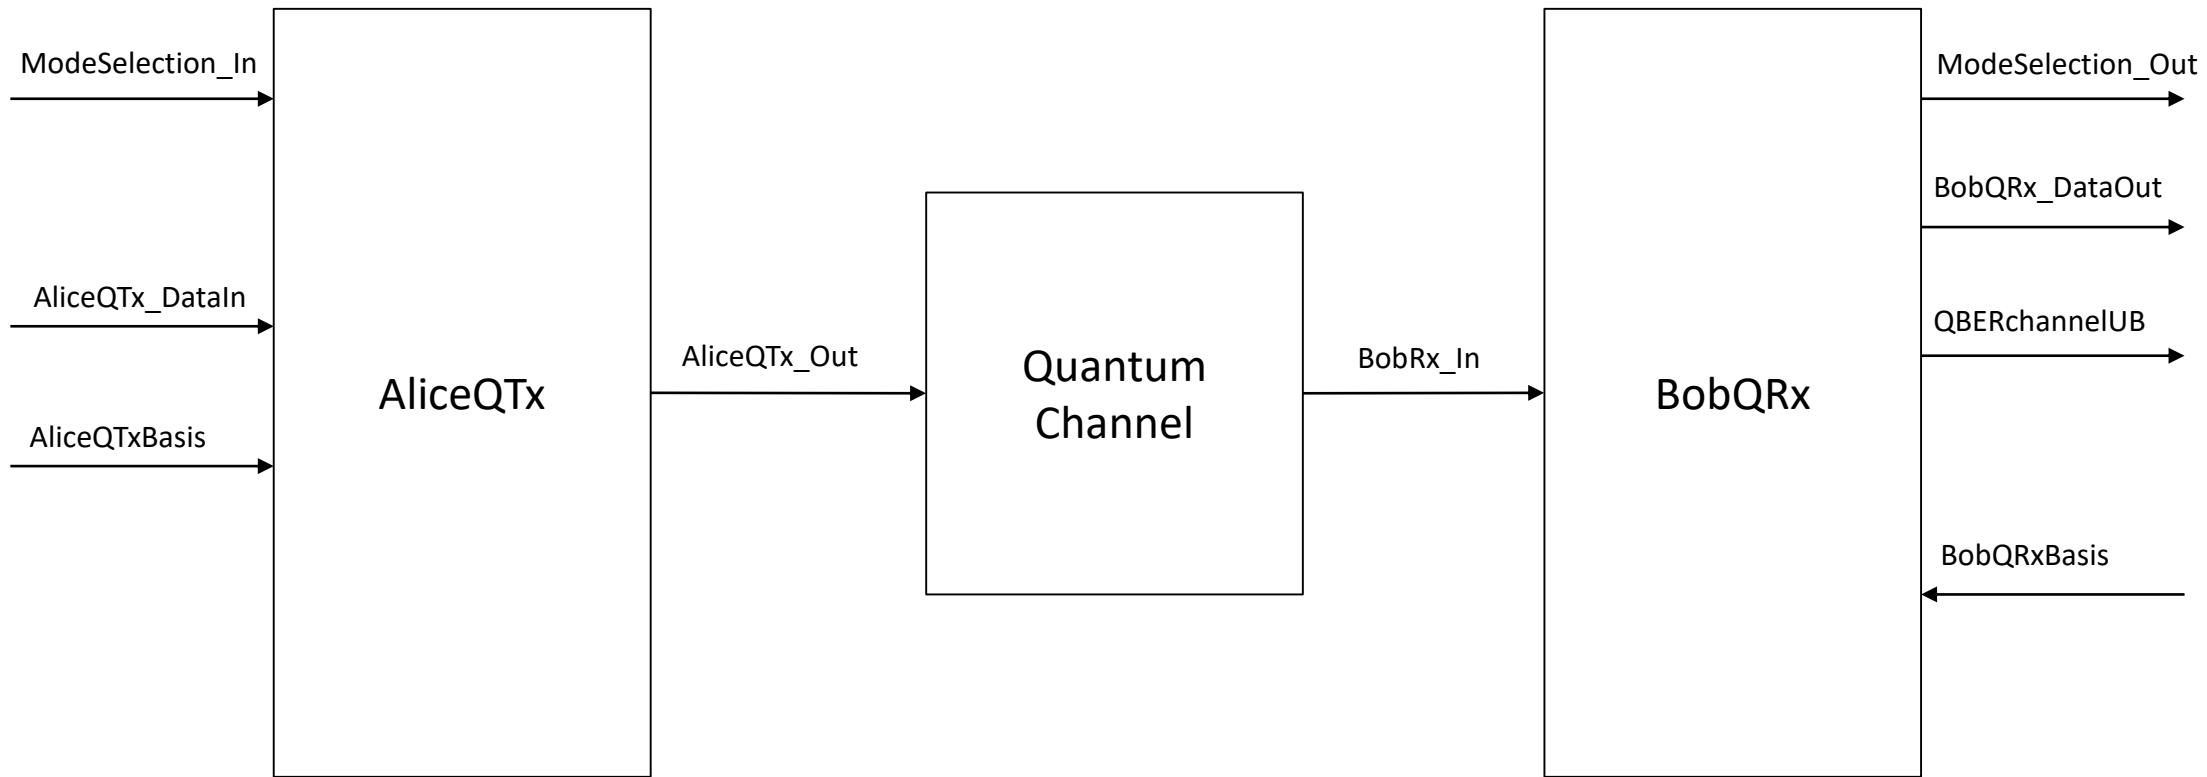 ModeSelection_In
AliceQTx_DataIn
AliceQTxBasis
AliceQTx
AliceQTx_Out
Quantum
Channel
BobRx_In
BobQRx
ModeSelection_Out
BobQRx_DataOut
QBERchannelUB
BobQRxBasis